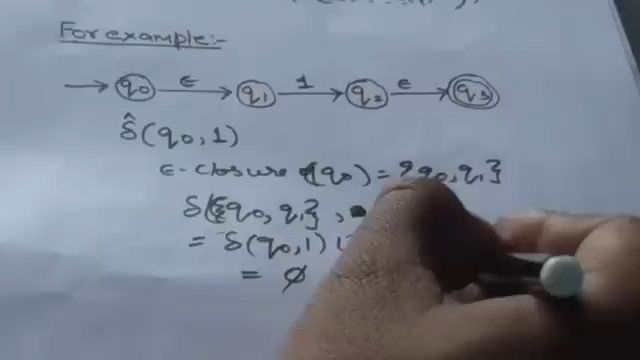 For example:-
→ q0 ε → q1 1 → q2 ε → q3
δ̂(q0,1)
ε-closure (q0) = {q0, q1}
δ({q0, q1},
= δ(q0,1) U
= ϕ